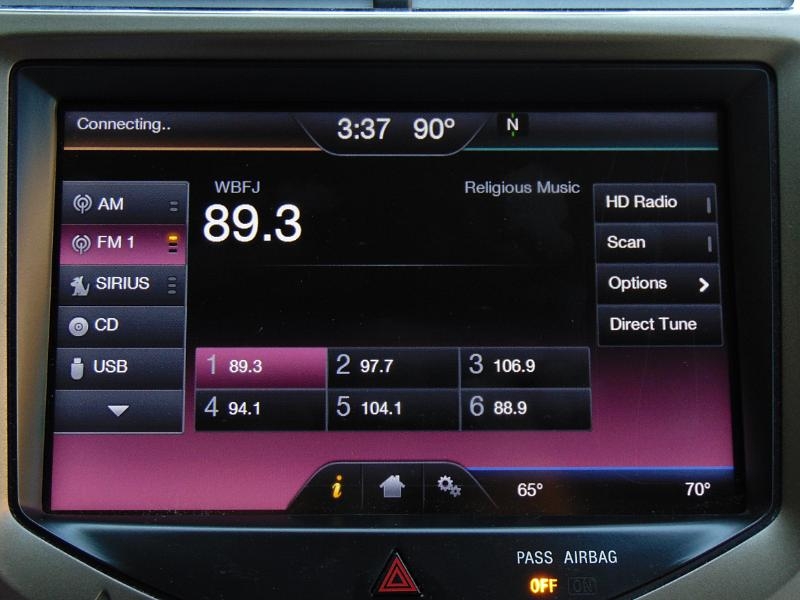 Connecting..
3:37 90°
N
AM
FM 1
SIRIUS
CD
USB
WBFJ
Religious Music
89.3
HD Radio
Scan
Options
Direct Tune
1 89.3
2 97.7
3 106.9
4 94.1
5 104.1
6 88.9
i
65°
70°
PASS AIRBAG
OFF ON